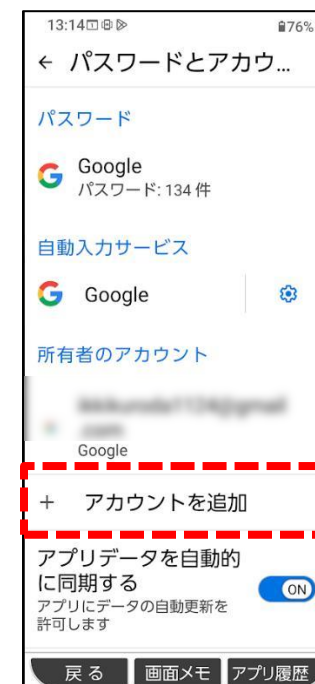 13:14 76%
← パスワードとアカウ...
パスワード
Google
パスワード: 134 件
自動入力サービス
Google
所有者のアカウント
Google
+ アカウントを追加
アプリデータを自動的
に同期する
ON
アプリにデータの自動更新を
許可します
戻る 画面メモ アプリ履歴